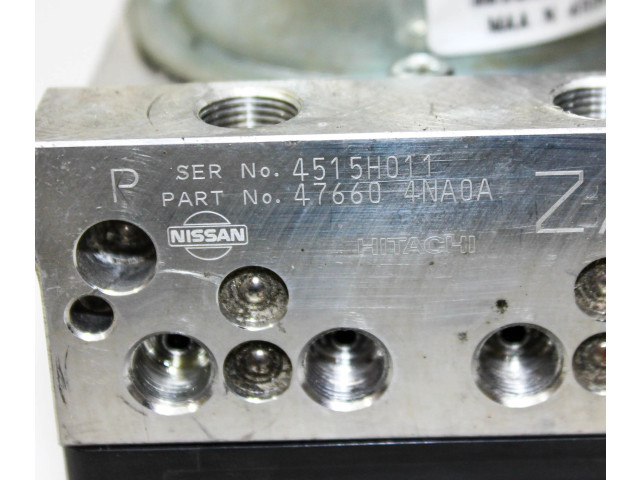 P SER No. 4515H011
PART No. 47660 4NA0A
NISSAN
HITACHI